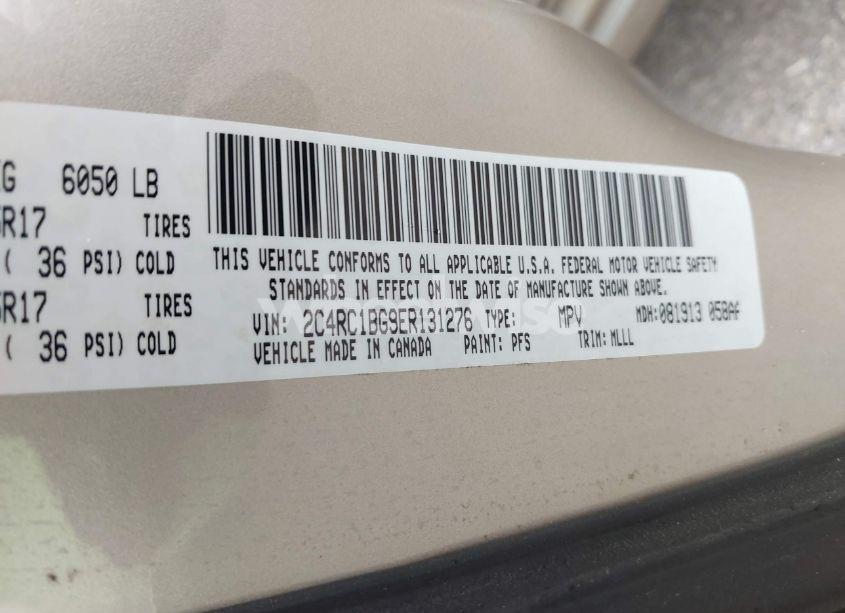 6050 LB
R17 TIRES
( 36 PSI) COLD
R17 TIRES
( 36 PSI) COLD
THIS VEHICLE CONFORMS TO ALL APPLICABLE U.S.A. FEDERAL MOTOR VEHICLE SAFETY
STANDARDS IN EFFECT ON THE DATE OF MANUFACTURE SHOWN ABOVE.
VIN: 2C4RC1BG9ER131276 TYPE: MPV MDH: 081913 058AF
VEHICLE MADE IN CANADA PAINT: PFS TRIM: MLLL